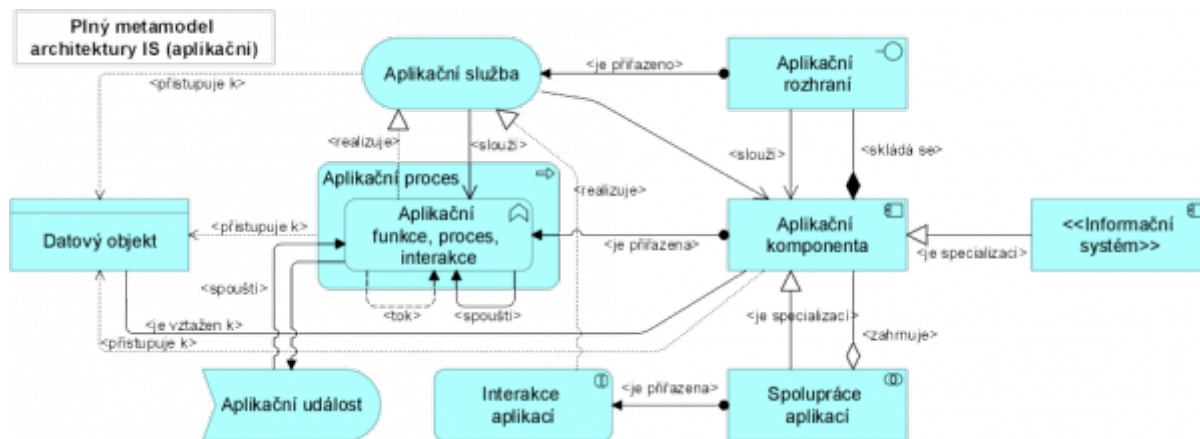 Plný metamodel
architektury IS (aplikační)
Aplikační služba
<je přiřazeno>
Aplikační
rozhraní
<přistupuje k>
<realizuje>
<slouží>
<slouží>
<skládá se>
Aplikační proces
<realizuje>
Datový objekt
<přistupuje k>
Aplikační
funkce, proces,
interakce
<je přiřazena>
Aplikační
komponenta
<je specializací>
<<Informační
systém>>
<spouští>
<tok>
<spouští>
<je vztažen k>
<přistupuje k>
<je specializací>
<zahrnuje>
Aplikační událost
Interakce
aplikací
<je přiřazena>
Spolupráce
aplikací